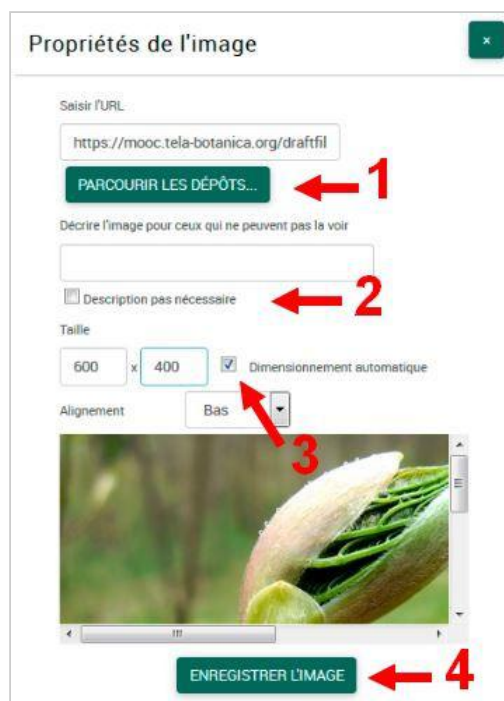 Propriétés de l'image
×
Saisir l'URL
https://mooc.tela-botanica.org/draftfil
PARCOURIR LES DÉPÔTS...
1
Décrire l'image pour ceux qui ne peuvent pas la voir
Description pas nécessaire
2
Taille
600 x 400 Dimensionnement automatique
Alignement Bas
3
ENREGISTRER L'IMAGE
4